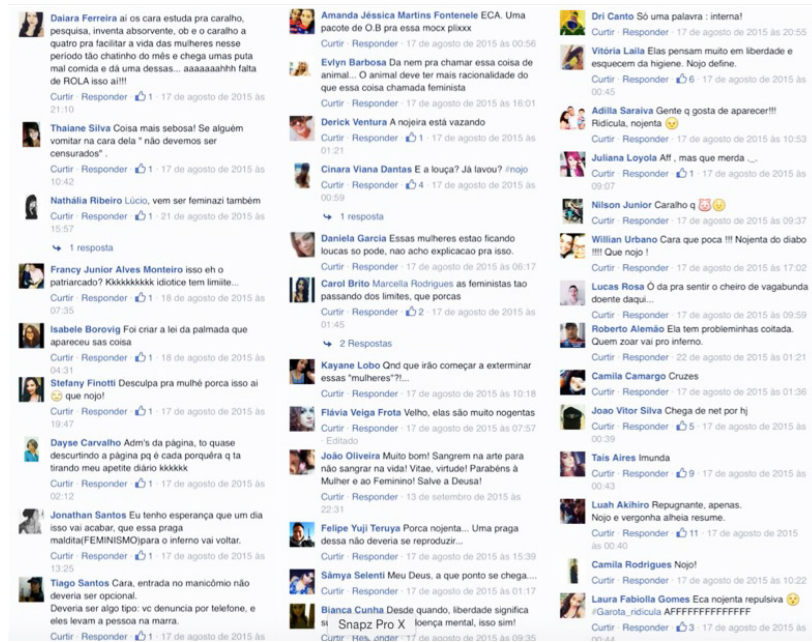 Daiara Ferreira ai os cara estuda pra caralho,
pesquisa, inventa absorvente, ob e o caralho a
quatro pra facilitar a vida das mulheres nesse
período tão chatinho do mês e chega umas puta
mal comida e dá uma dessas... aaaaaaahhh falta
de ROLA isso ai!!!
Curtir · Responder · 1 · 17 de agosto de 2015 às
21:10
Thaiane Silva Coisa mais sebosa! Se alguém
vomitar na cara dela " não devemos ser
censurados" .
Curtir · Responder · 1 · 17 de agosto de 2015 às
10:42
Nathália Ribeiro Lúcio, vem ser feminazi também
Curtir · Responder · 1 · 21 de agosto de 2015 às
15:57
1 resposta
Francy Junior Alves Monteiro isso eh o
patriarcado? Kkkkkkkkk idiotice tem limiite...
Curtir · Responder · 1 · 18 de agosto de 2015 às
07:35
Isabele Borovig Foi criar a lei da palmada que
apareceu sas coisa
Curtir · Responder · 1 · 18 de agosto de 2015 às
04:31
Stefany Finotti Desculpa pra mulhé porca isso ai
que nojo!
Curtir · Responder · 1 · 17 de agosto de 2015 às
19:47
Dayse Carvalho Adm's da página, to quase
descurtindo a página pq é cada porquêra q ta
tirando meu apetite diário kkkkkk
Curtir · Responder · 1 · 17 de agosto de 2015 às
02:12
Jonathan Santos Eu tenho esperança que um dia
isso vai acabar, que essa praga
maldita(FEMINISMO)para o inferno vai voltar.
Curtir · Responder · 1 · 17 de agosto de 2015 às
13:25
Tiago Santos Cara, entrada no manicômio não
deveria ser opcional.
Deveria ser algo tipo: vc denuncia por telefone, e
eles levam a pessoa na marra.
Curtir · Responder · 1 · 17 de agosto de 2015 às
Amanda Jéssica Martins Fontenele ECA. Uma
pacote de O.B pra essa mocx plixxx
Curtir · Responder · 17 de agosto de 2015 às 00:56
Evlyn Barbosa Da nem pra chamar essa coisa de
animal... O animal deve ter mais racionalidade do
que essa coisa chamada feminista
Curtir · Responder · 17 de agosto de 2015 às 16:01
Derick Ventura A nojeira está vazando
Curtir · Responder · 1 · 17 de agosto de 2015 às
01:21
Cinara Viana Dantas E a louça? Já lavou? #nojo
Curtir · Responder · 4 · 17 de agosto de 2015 às
00:59
1 resposta
Daniela Garcia Essas mulheres estao ficando
loucas so pode, nao acho explicação pra isso.
Curtir · Responder · 17 de agosto de 2015 às 06:17
Carol Brito Marcella Rodrigues as feministas tao
passando dos limites, que porcas
Curtir · Responder · 2 · 17 de agosto de 2015 às
01:45
2 Respostas
Kayane Lobo Qnd que irão começar a exterminar
essas "mulheres"?!...
Curtir · Responder · 17 de agosto de 2015 às 10:18
Flávia Veiga Frota Velho, elas são muito nogentas
Curtir · Responder · 17 de agosto de 2015 às 07:57
· Editado
João Oliveira Muito bom! Sangrem na arte para
não sangrar na vida! Vitae, virtude! Parabéns à
Mulher e ao Feminino! Salve a Deusa!
Curtir · Responder · 13 de setembro de 2015 às
22:31
Felipe Yuji Teruya Porca nojenta... Uma praga
dessa não deveria se reproduzir...
Curtir · Responder · 17 de agosto de 2015 às 15:39
Sâmya Selenti Meu Deus, a que ponto se chega....
Curtir · Responder · 17 de agosto de 2015 às 01:17
Bianca Cunha Desde quando, liberdade significa
loença mental, isso sim!
Snapz Pro X
Curtir · Responder · 17 de agosto de 2015 às 09:35
Dri Canto Só uma palavra : interna!
Curtir · Responder · 17 de agosto de 2015 às 20:55
Vitória Laila Elas pensam muito em liberdade e
esquecem da higiene. Nojo define.
Curtir · Responder · 6 · 17 de agosto de 2015 às
00:45
Adilla Saraiva Gente q gosta de aparecer!!!
Ridícula, nojenta
Curtir · Responder · 17 de agosto de 2015 às 10:53
Juliana Loyola Aff , mas que merda ._.
Curtir · Responder · 1 · 17 de agosto de 2015 às
09:07
Nilson Junior Caralho q
Curtir · Responder · 17 de agosto de 2015 às 09:37
Willian Urbano Cara que poca !!! Nojenta do diabo
!!!! Que nojo !
Curtir · Responder · 17 de agosto de 2015 às 17:02
Lucas Rosa Ó da pra sentir o cheiro de vagabunda
doente daqui...
Curtir · Responder · 17 de agosto de 2015 às 09:59
Roberto Alemão Ela tem probleminhas coitada.
Quem zoar vai pro inferno.
Curtir · Responder · 22 de agosto de 2015 às 01:21
Camila Camargo Cruzes
Curtir · Responder · 17 de agosto de 2015 às 01:36
Joao Vitor Silva Chega de net por hj
Curtir · Responder · 5 · 17 de agosto de 2015 às
00:39
Taís Aires Imunda
Curtir · Responder · 9 · 17 de agosto de 2015 às
00:43
Luah Akihiro Repugnante, apenas.
Nojo e vergonha alheia resume.
Curtir · Responder · 11 · 17 de agosto de 2015
às 00:40
Camila Rodrigues Nojo!
Curtir · Responder · 17 de agosto de 2015 às 10:22
Laura Fabiolla Gomes Eca nojenta repulsiva
#Garota_ridicula AFFFFFFFFFFFFFF
Curtir · Responder · 3 · 17 de agosto de 2015 às
00:44